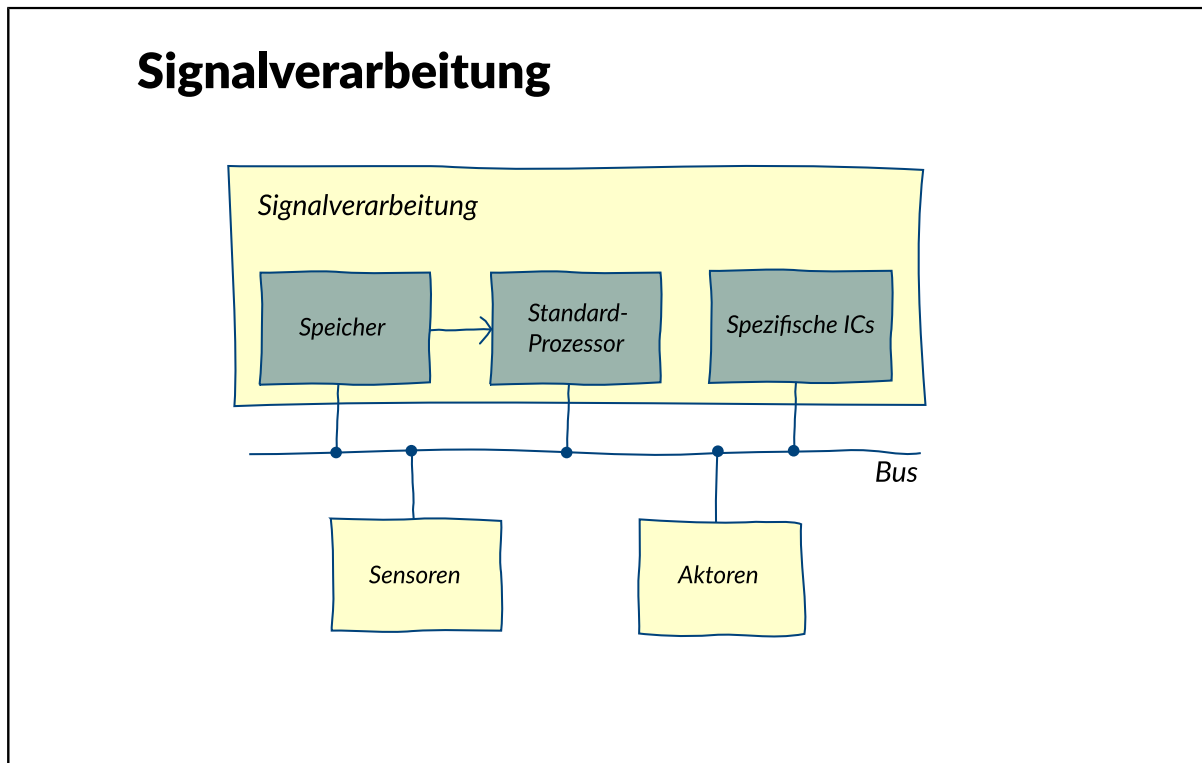 Signalverarbeitung
Signalverarbeitung
Speicher
Standard-
Prozessor
Spezifische ICs
Bus
Sensoren
Aktoren